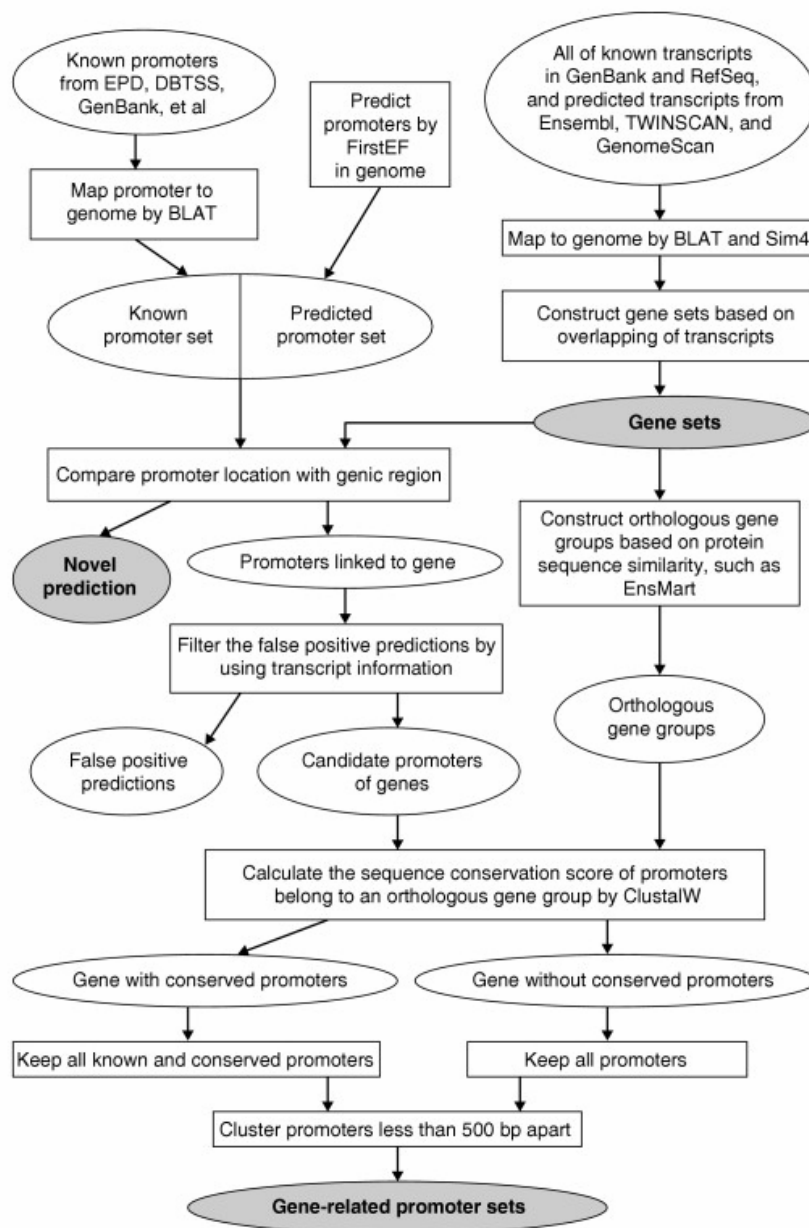 Known promoters
from EPD, DBTSS,
GenBank, et al
Predict
promoters by
FirstEF
in genome
All of known transcripts
in GenBank and RefSeq,
and predicted transcripts from
Ensembl, TWINSCAN, and
GenomeScan
Map promoter to
genome by BLAT
Map to genome by BLAT and Sim4
Known
promoter set
Predicted
promoter set
Construct gene sets based on
overlapping of transcripts
Gene sets
Compare promoter location with genic region
Novel
prediction
Promoters linked to gene
Construct orthologous gene
groups based on protein
sequence similarity, such as
EnsMart
Filter the false positive predictions by
using transcript information
Orthologous
gene groups
False positive
predictions
Candidate promoters
of genes
Calculate the sequence conservation score of promoters
belong to an orthologous gene group by ClustalW
Gene with conserved promoters
Gene without conserved promoters
Keep all known and conserved promoters
Keep all promoters
Cluster promoters less than 500 bp apart
Gene-related promoter sets